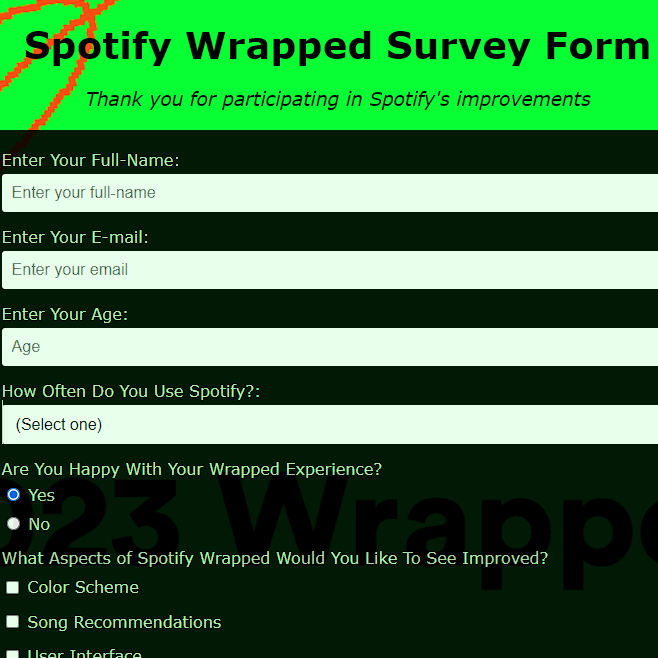 Spotify Wrapped Survey Form
Thank you for participating in Spotify's improvements
Enter Your Full-Name:
Enter your full-name
Enter Your E-mail:
Enter your email
Enter Your Age:
Age
How Often Do You Use Spotify?:
(Select one)
Are You Happy With Your Wrapped Experience?
Yes
No
023 Wrappe
What Aspects of Spotify Wrapped Would You Like To See Improved?
Color Scheme
Song Recommendations
User Interface